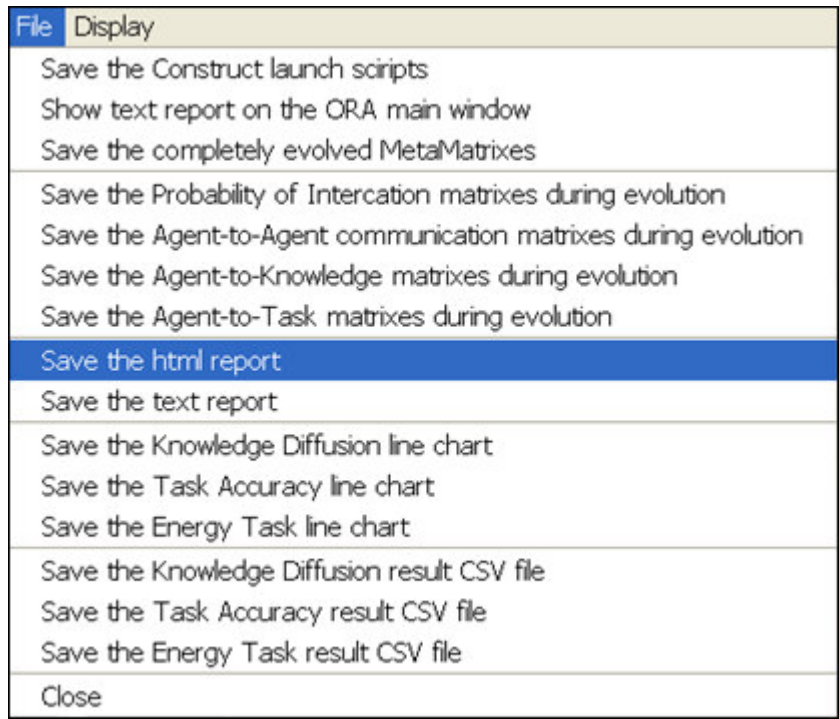 File Display
Save the Construct launch sciripts
Show text report on the ORA main window
Save the completely evolved MetaMatrixes
Save the Probability of Intercation matrixes during evolution
Save the Agent-to-Agent communication matrixes during evolution
Save the Agent-to-Knowledge matrixes during evolution
Save the Agent-to-Task matrixes during evolution
Save the html report
Save the text report
Save the Knowledge Diffusion line chart
Save the Task Accuracy line chart
Save the Energy Task line chart
Save the Knowledge Diffusion result CSV file
Save the Task Accuracy result CSV file
Save the Energy Task result CSV file
Close